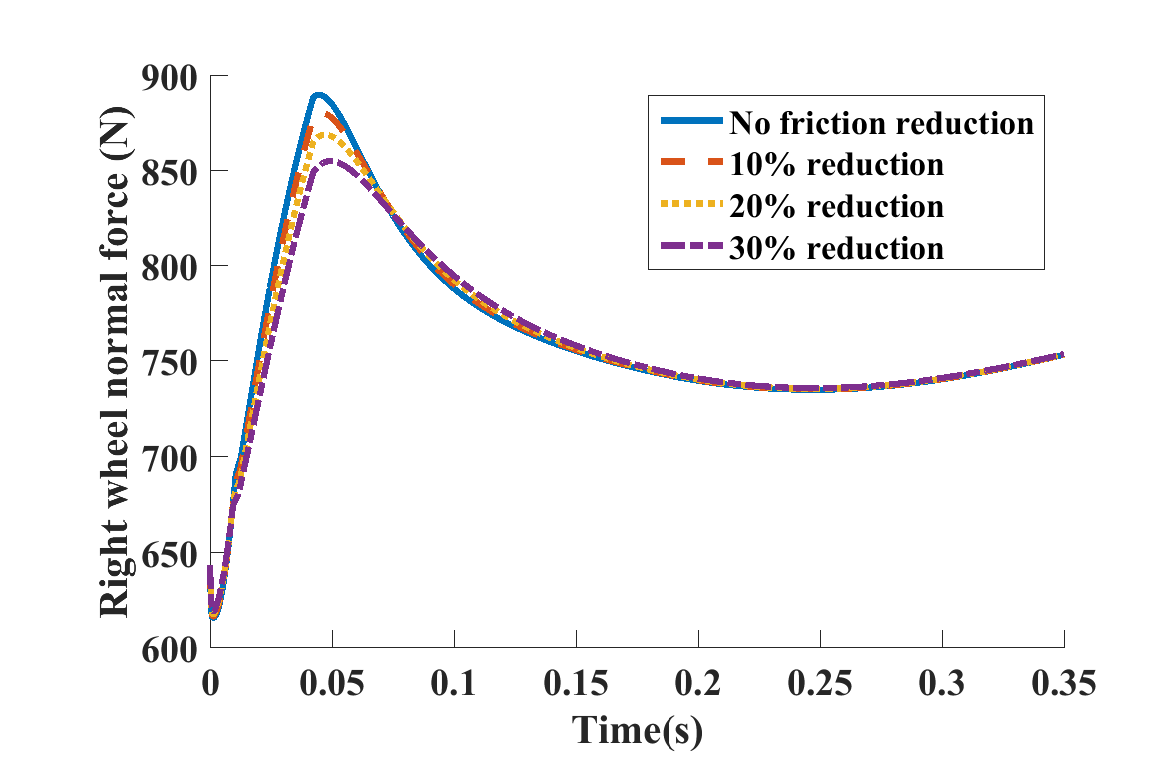 Right wheel normal force (N)
900
850
800
750
700
650
600
No friction reduction
10% reduction
20% reduction
30% reduction
0 0.05 0.1 0.15 0.2 0.25 0.3 0.35
Time(s)